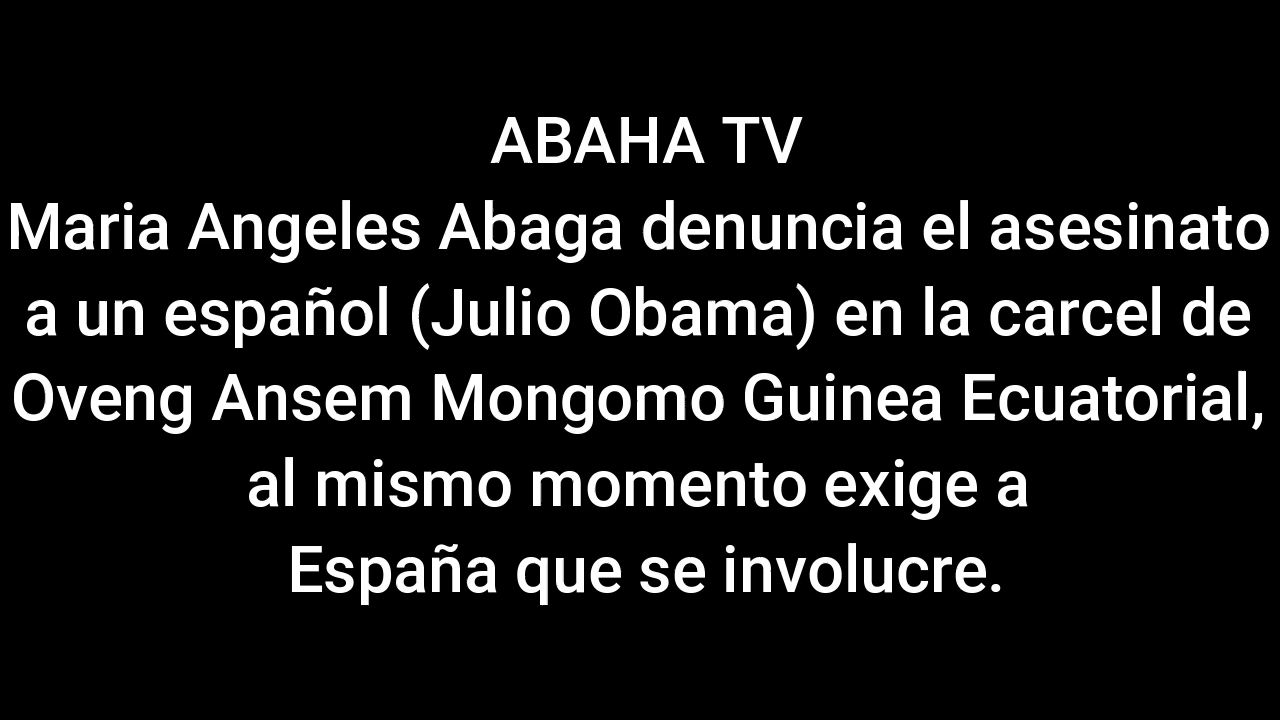 ABAHA TV
Maria Angeles Abaga denuncia el asesinato
a un español (Julio Obama) en la carcel de
Oveng Ansem Mongomo Guinea Ecuatorial,
al mismo momento exige a
España que se involucre.